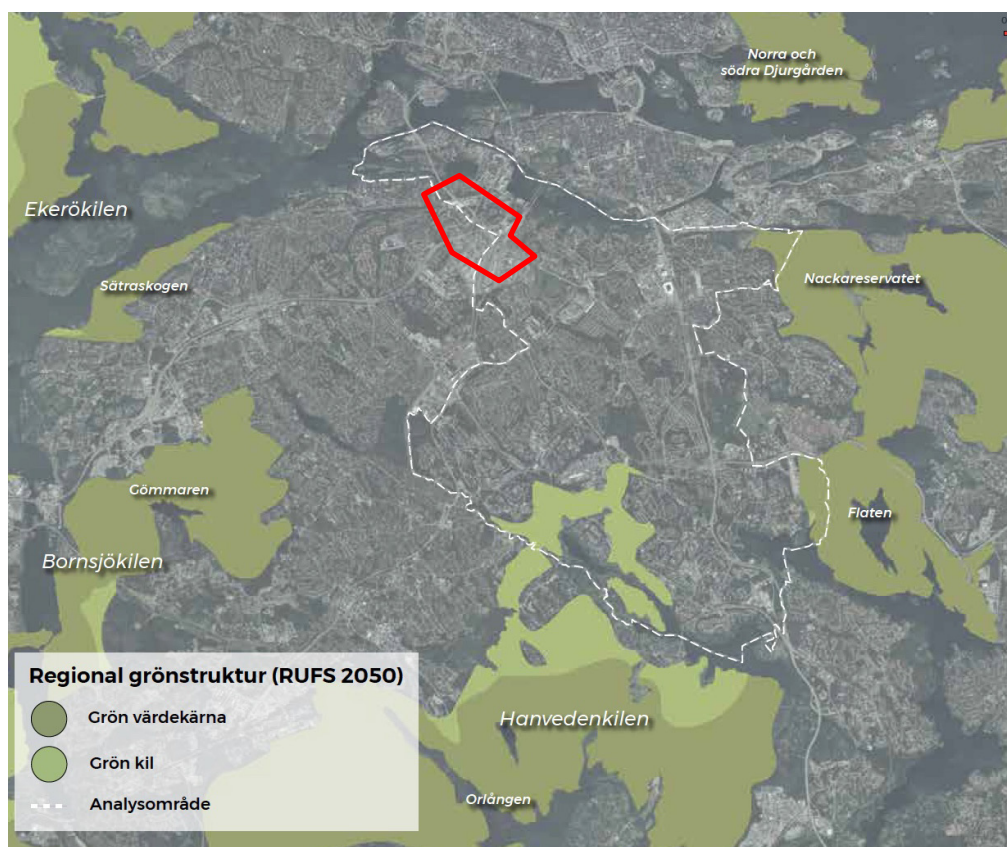 Norra och
södra Djurgården
Ekerökilen
Sätraskogen
Nackareservatet
Gömmaren
Flaten
Bornsjökilen
Regional grönstruktur (RUFS 2050)
Grön värdekärna
Grön kil
Analysområde
Hanvedenkilen
Orlången